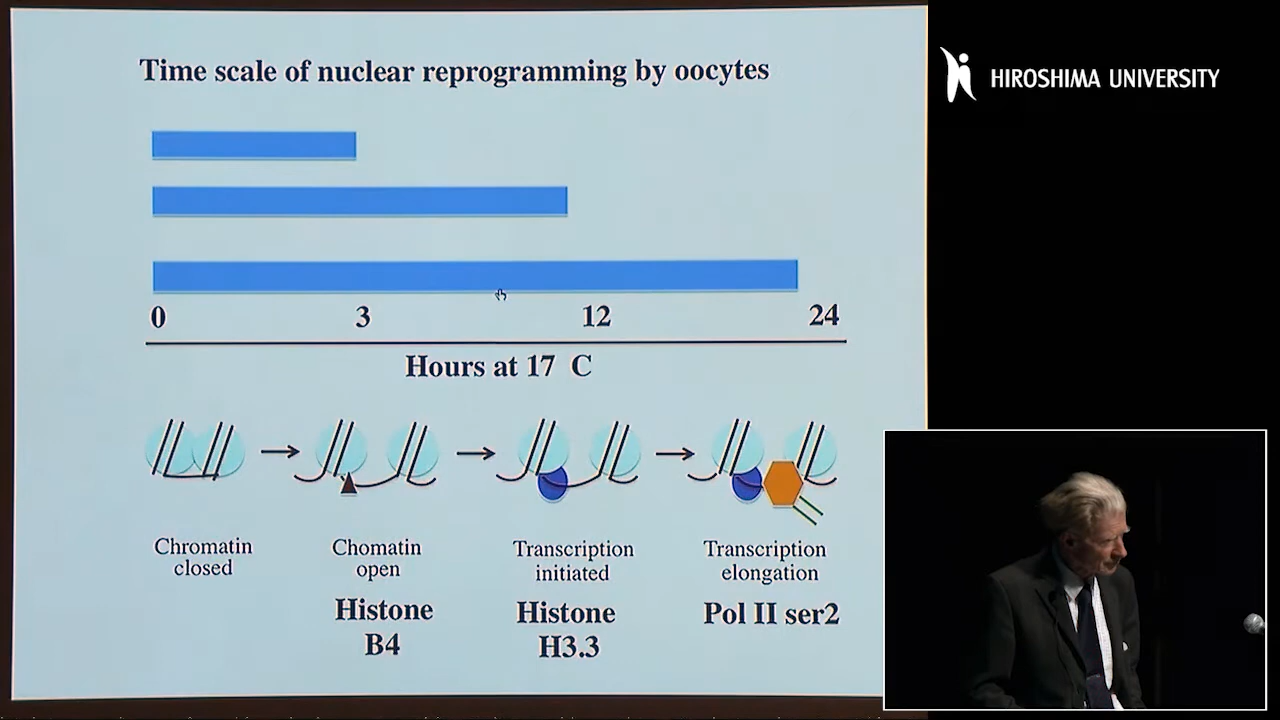 Time scale of nuclear reprogramming by oocytes
0 3 12 24
Hours at 17 C
Chromatin
closed
Chomatin
open
Transcription
initiated
Transcription
elongation
Histone
B4
Histone
H3.3
Pol II ser2
HIROSHIMA UNIVERSITY